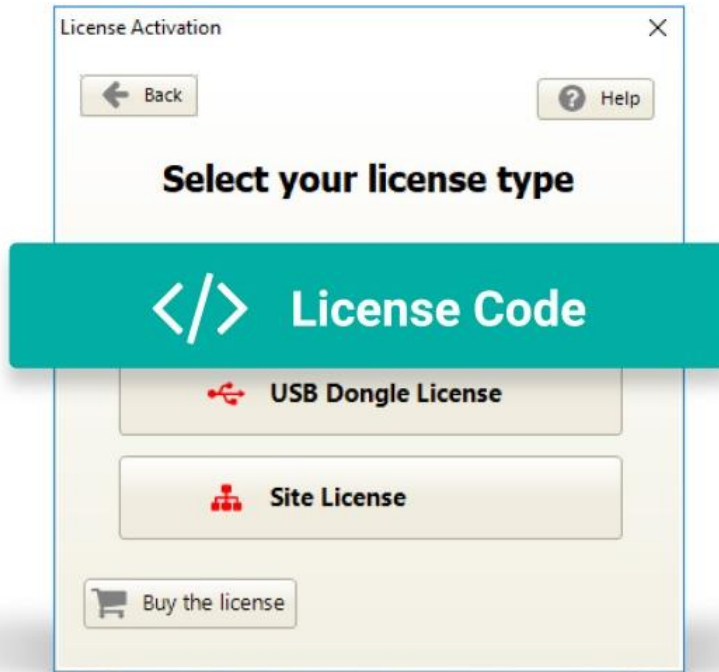 License Activation
Back
Help
Select your license type
</> License Code
USB Dongle License
Site License
Buy the license